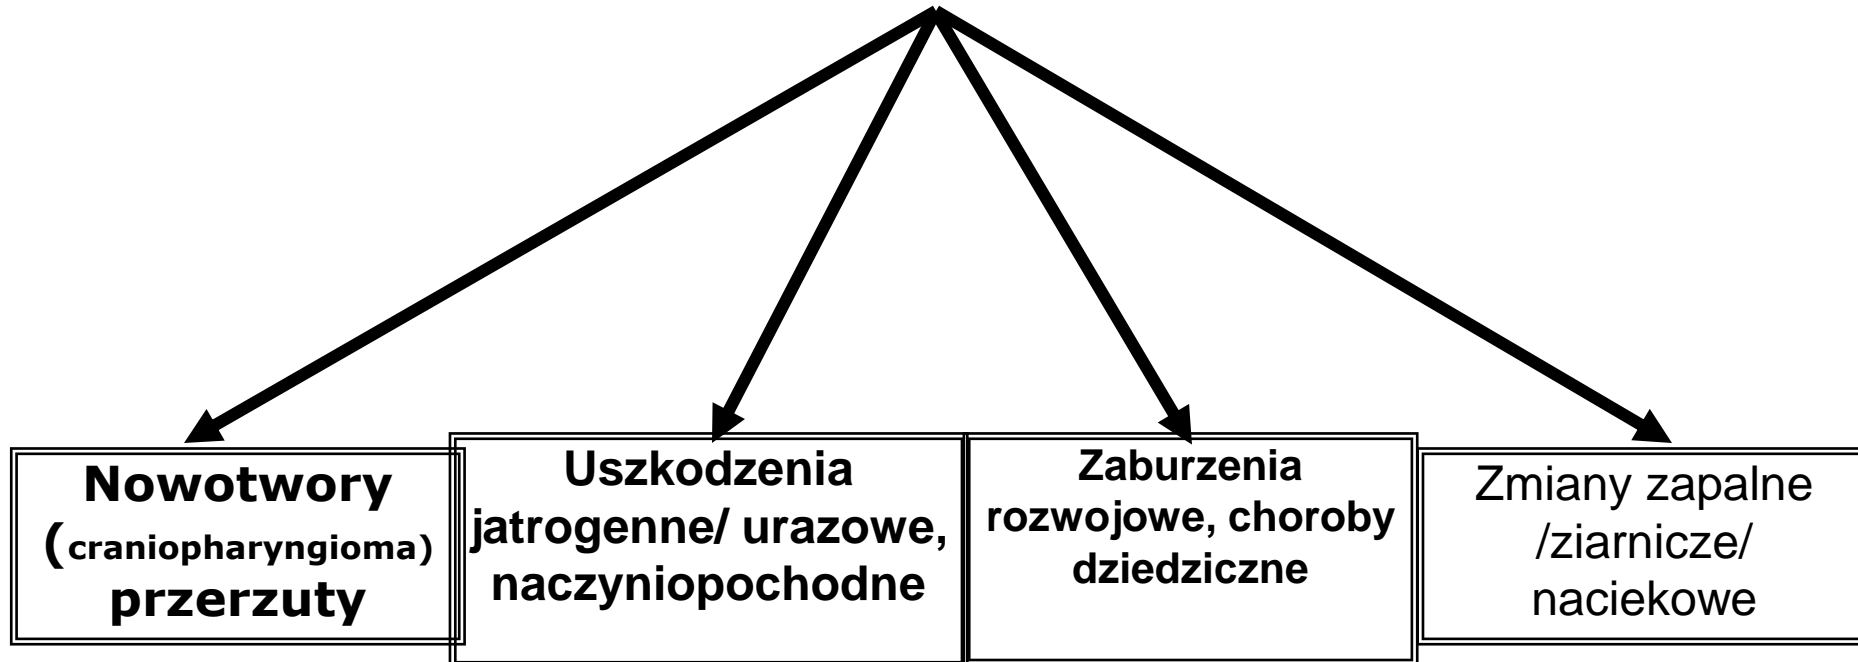 Nowotwory
(craniopharyngioma)
przerzuty
Uszkodzenia
jatrogenne/ urazowe,
naczyniopochodne
Zaburzenia
rozwojowe, choroby
dziedziczne
Zmiany zapalne
/ziarnicze/
naciekowe